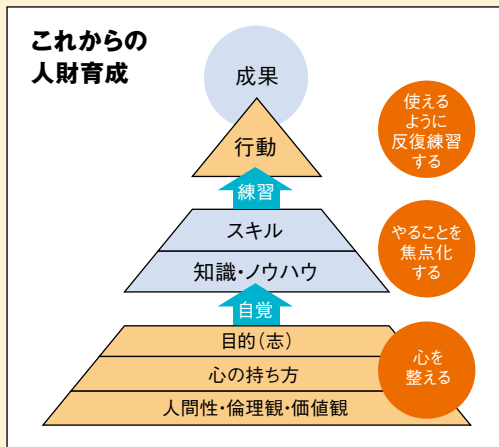 これからの
人財育成
成果
行動
使える
ように
反復練習
する
練習
スキル
知識・ノウハウ
やることを
焦点化
する
自覚
目的(志)
心の持ち方
人間性・倫理観・価値観
心を
整える